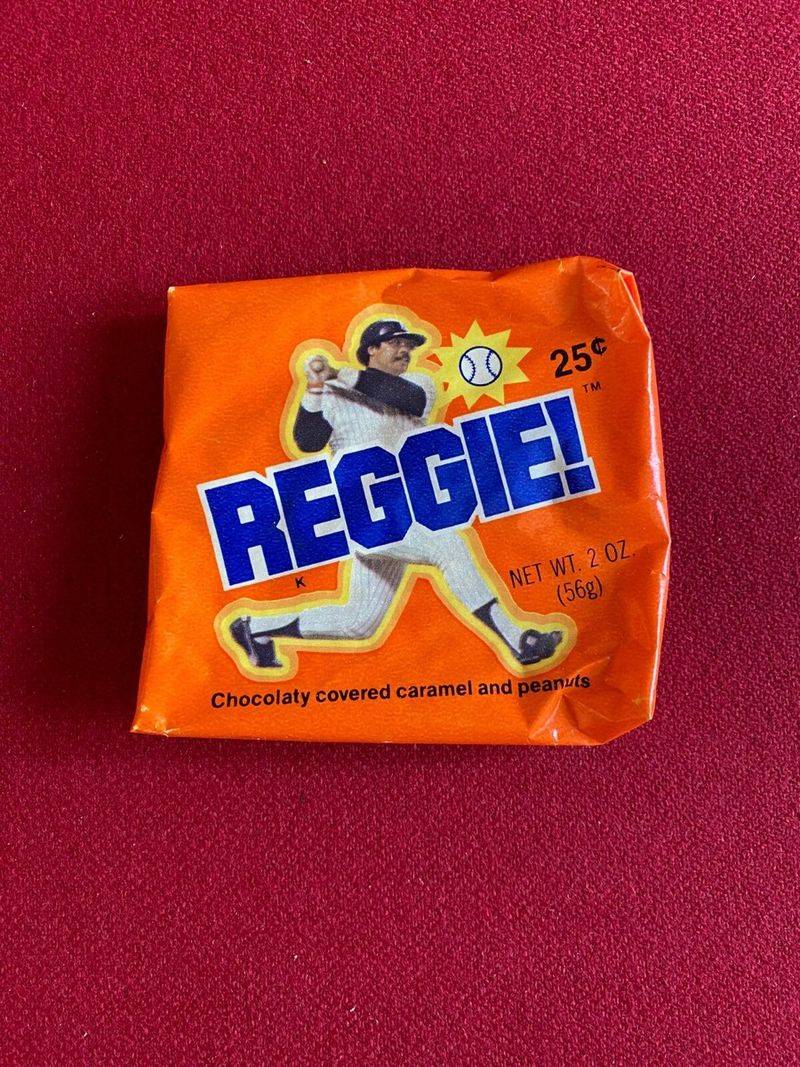 25¢
REGGIE!™
K
NET WT. 2 OZ.
(56g)
Chocolaty covered caramel and peanuts